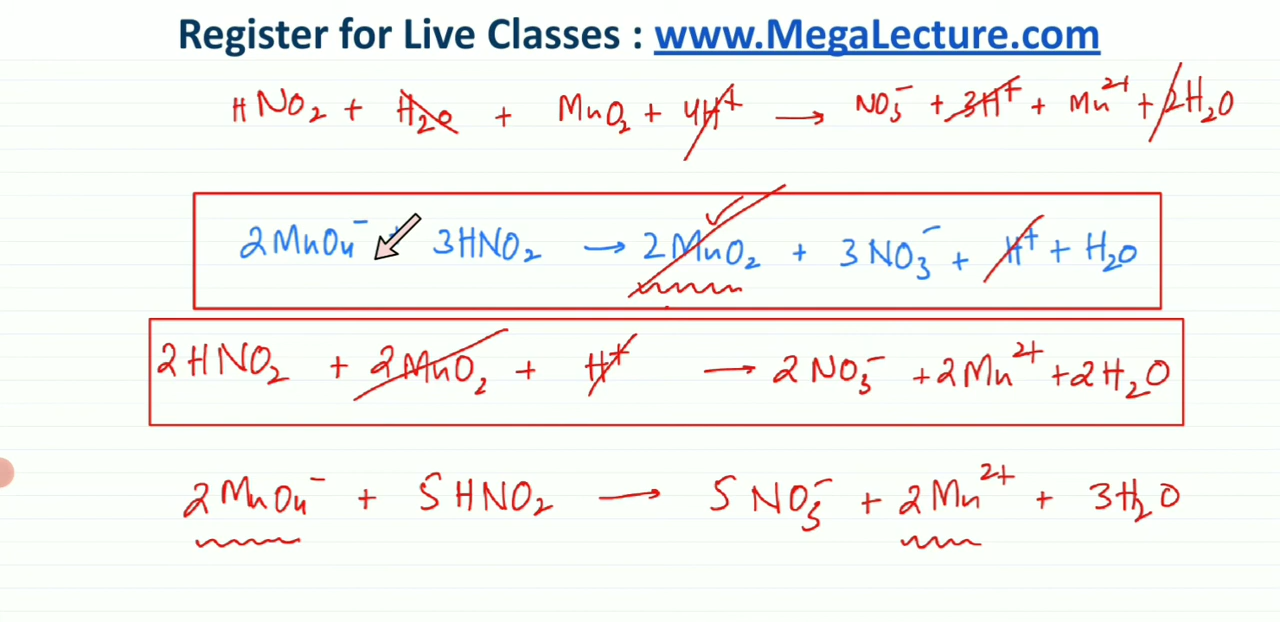 Register for Live Classes : www.MegaLecture.com
HNO₂ + H₂O + MnO₂ + 4H⁺ → NO₃⁻ + 3H⁺ + Mn²⁺ + 2H₂O
2MnO₄⁻ 3HNO₂ → 2MnO₂ + 3NO₃⁻ + H⁺ + H₂O
2HNO₂ + 2MnO₂ + H⁺ → 2NO₃⁻ + 2Mn²⁺ + 2H₂O
2MnO₄⁻ + 5HNO₂ → 5NO₃⁻ + 2Mn²⁺ + 3H₂O